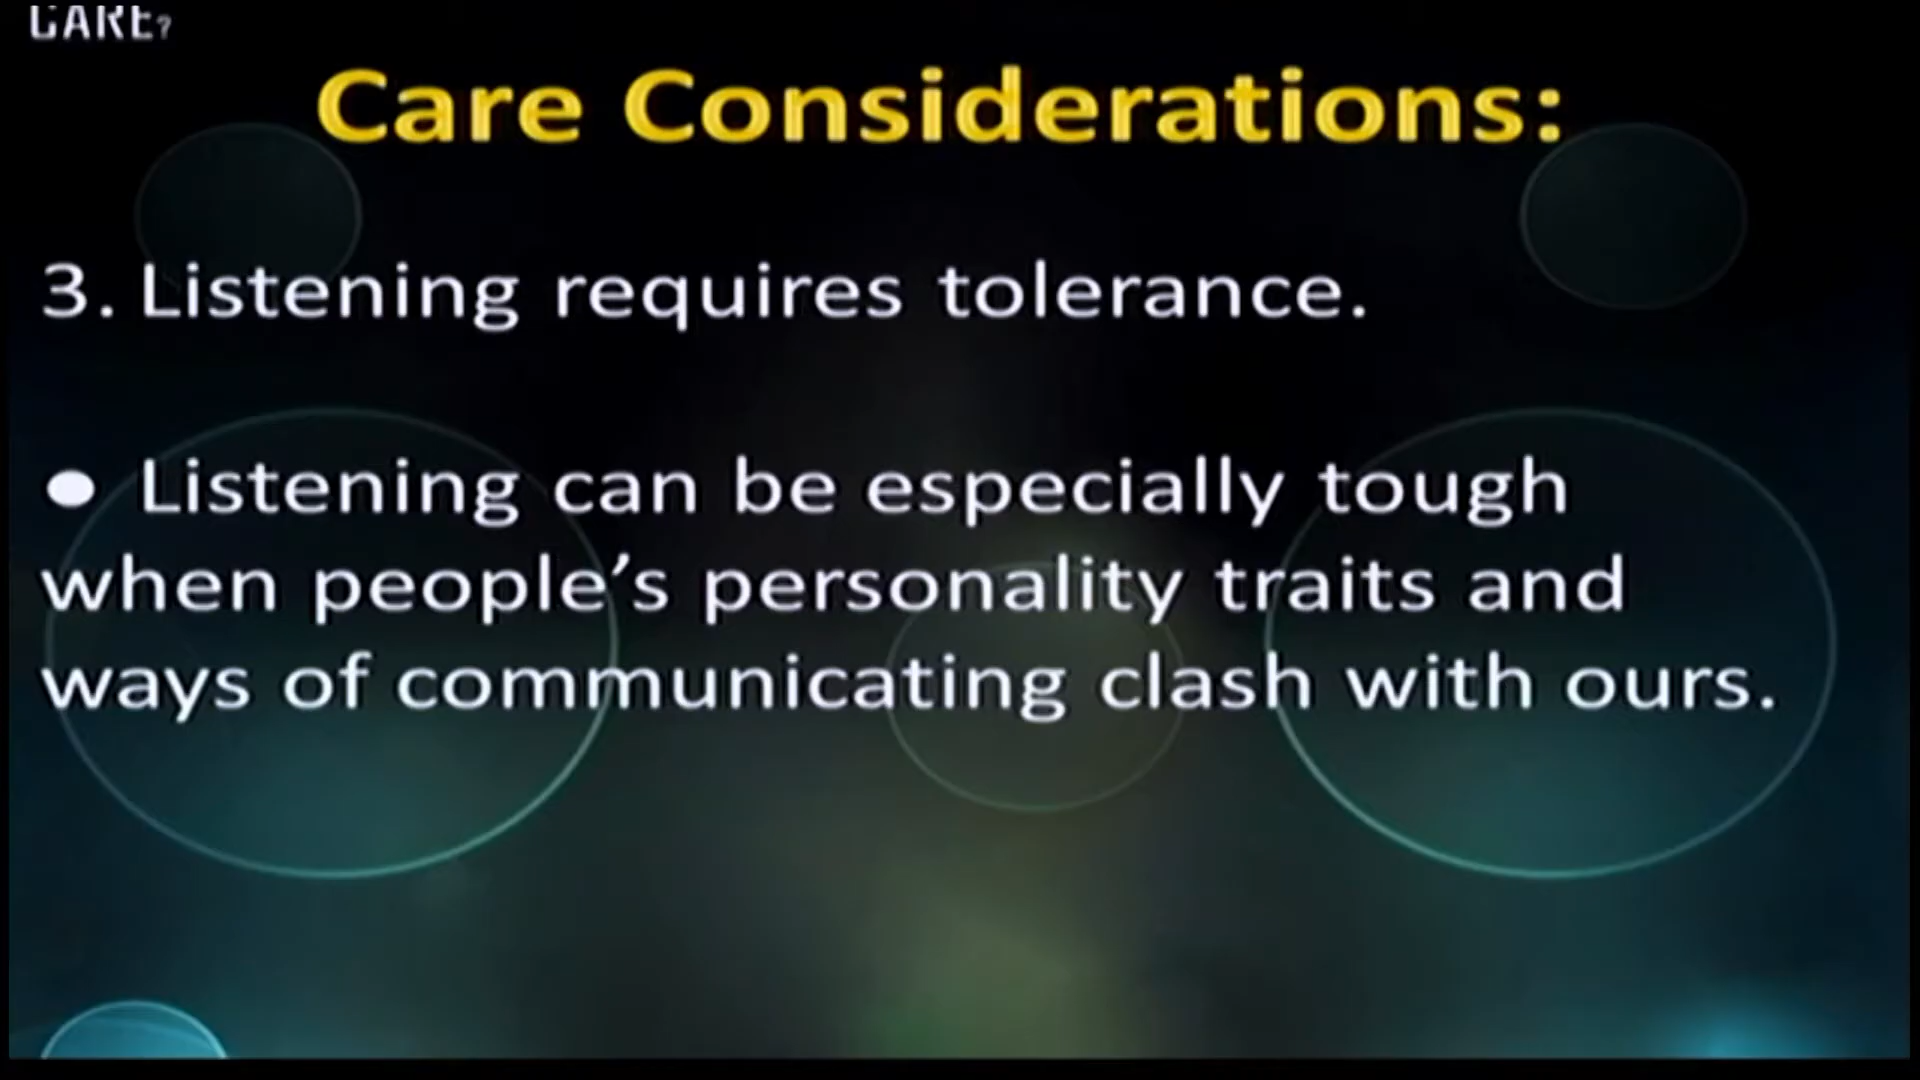 CARE?
Care Considerations:
3. Listening requires tolerance.
● Listening can be especially tough
when people’s personality traits and
ways of communicating clash with ours.